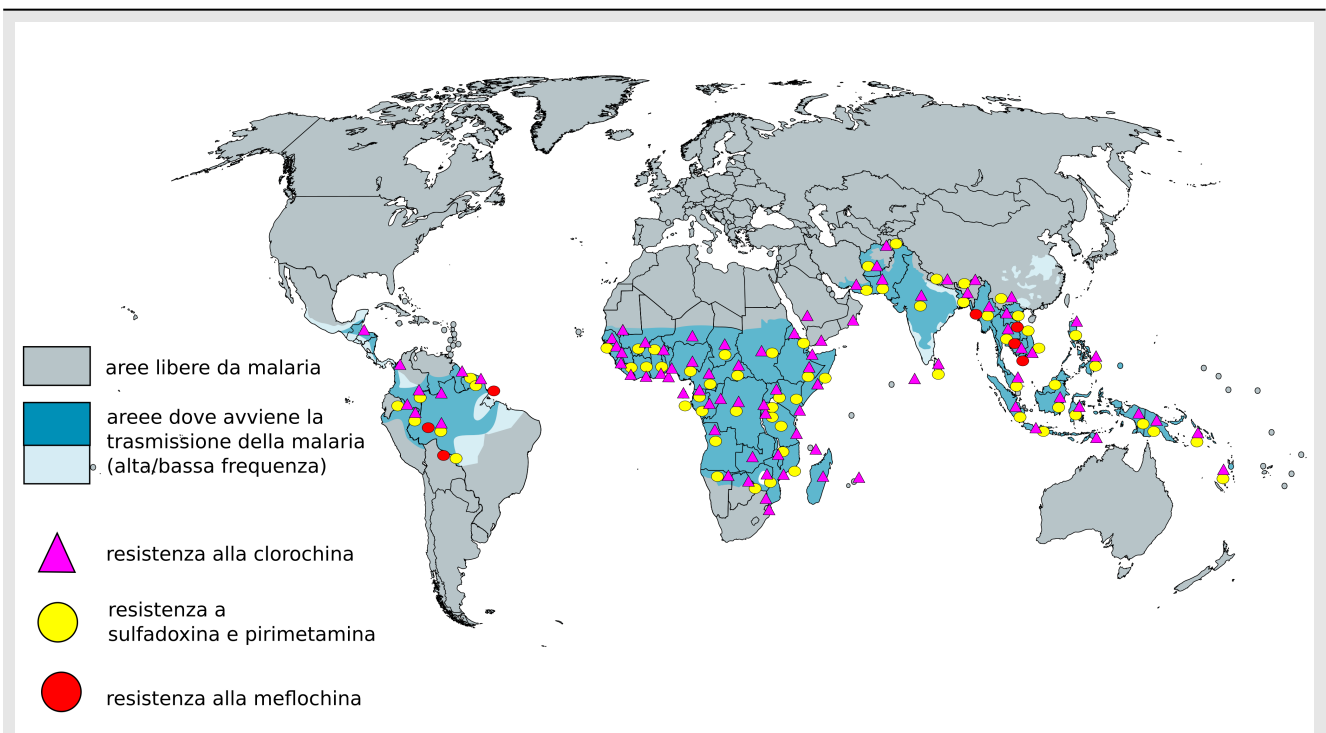 aree libere da malaria
areee dove avviene la
trasmissione della malaria
(alta/bassa frequenza)
resistenza alla clorochina
resistenza a
sulfadoxina e pirimetamina
resistenza alla meflochina